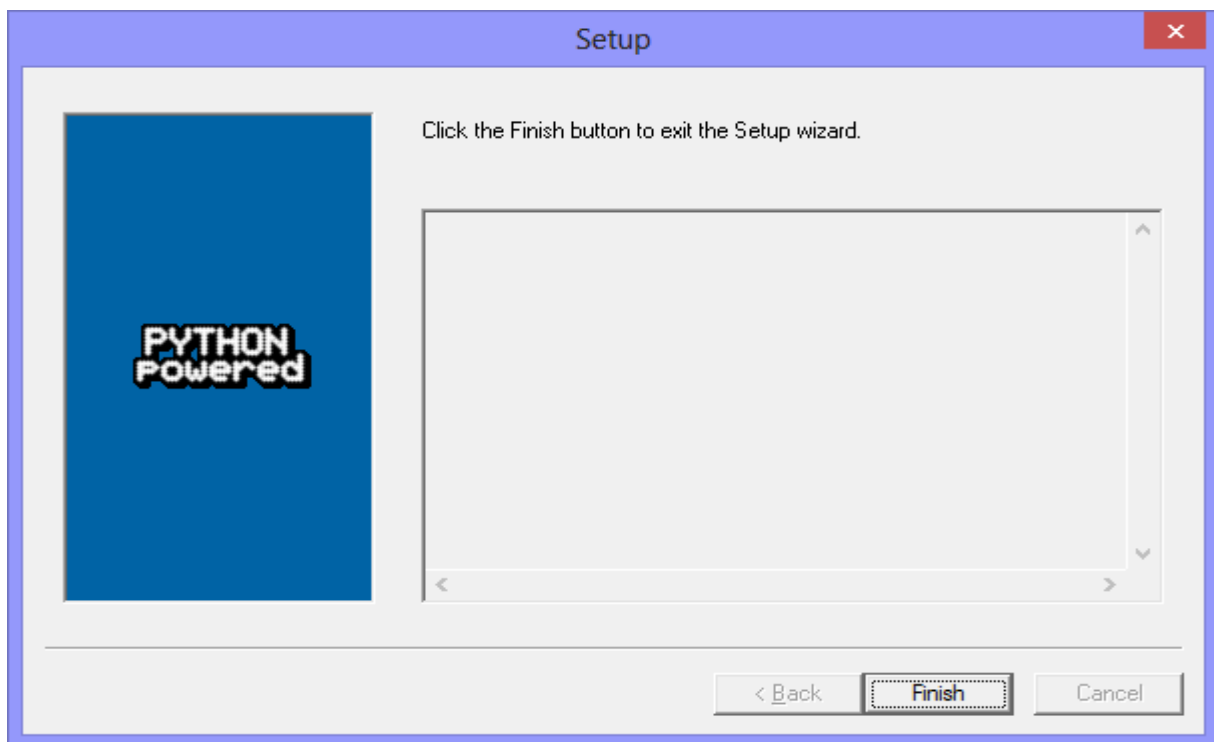 Setup
Click the Finish button to exit the Setup wizard.
PYTHON
powered
< Back
Finish
Cancel